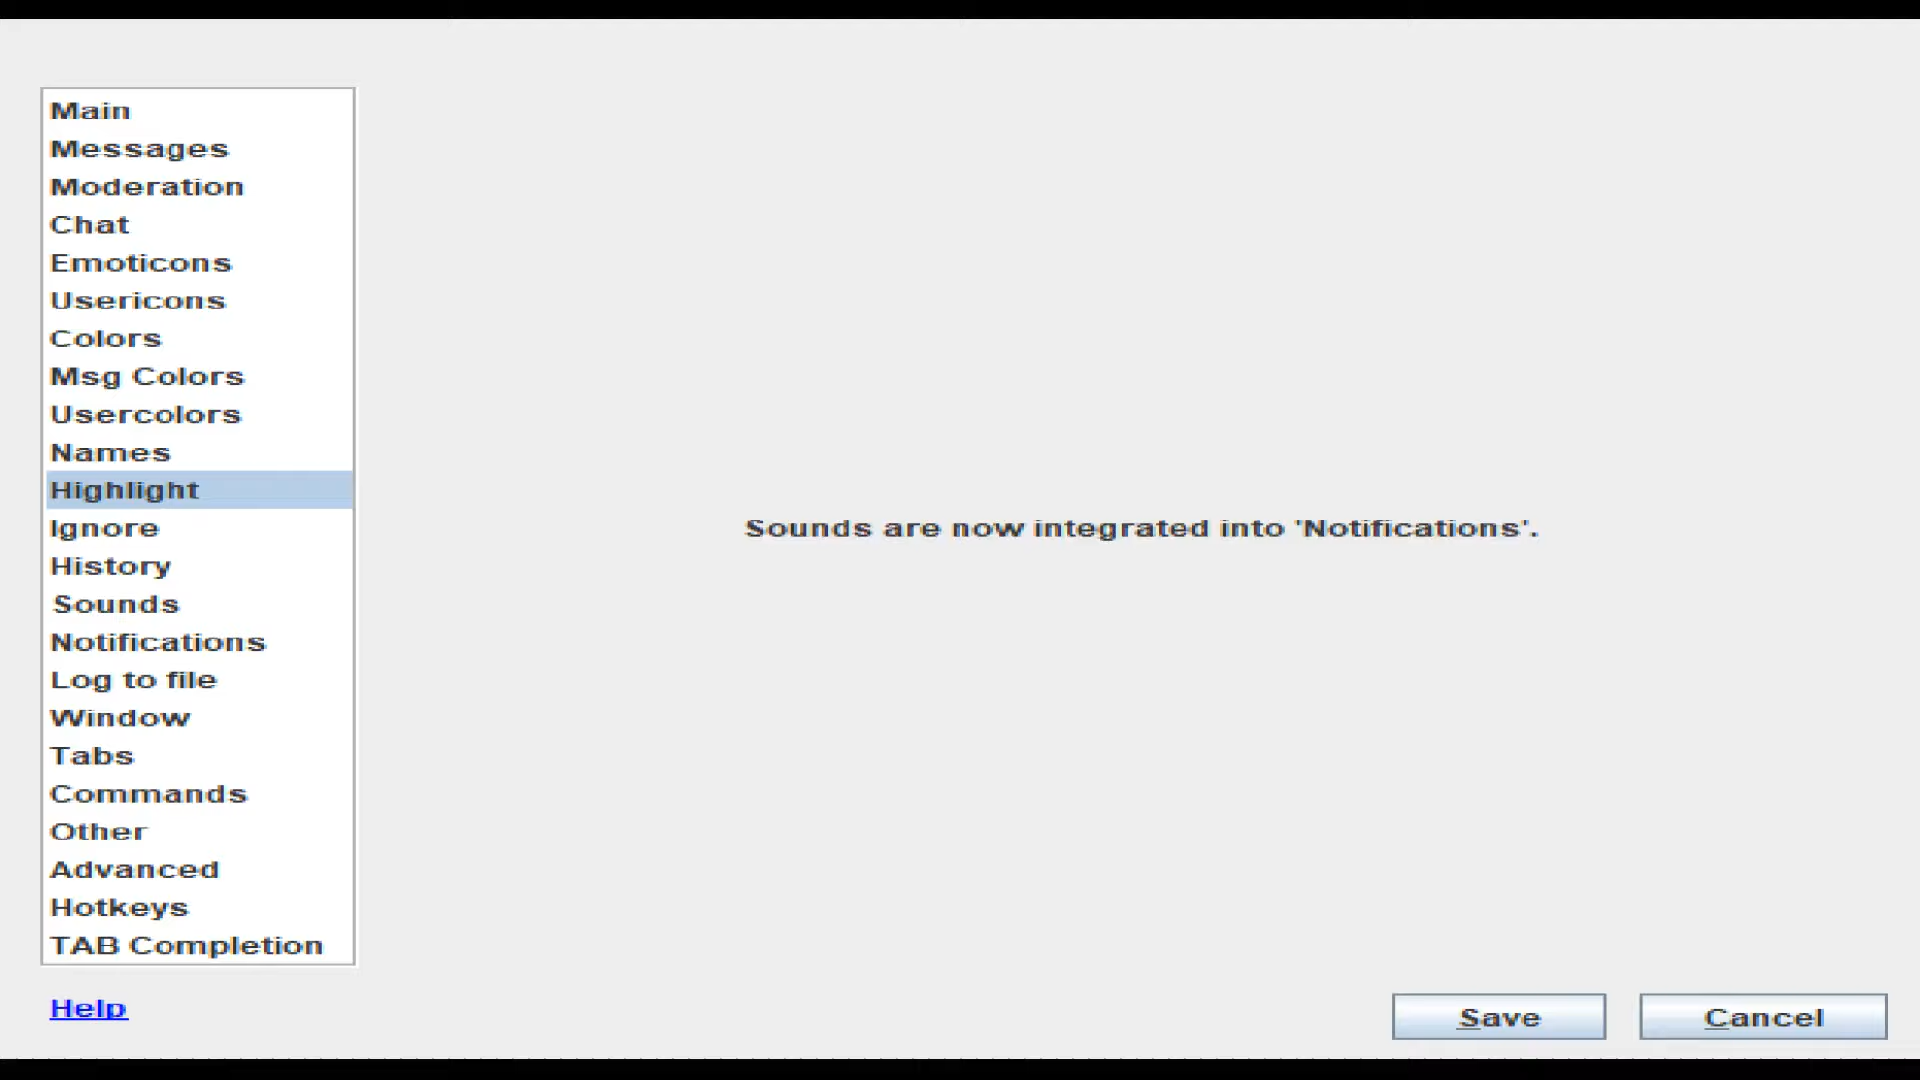 Main
Messages
Moderation
Chat
Emoticons
Usericons
Colors
Msg Colors
Usercolors
Names
Highlight
Ignore
History
Sounds
Notifications
Log to file
Window
Tabs
Commands
Other
Advanced
Hotkeys
TAB Completion
Sounds are now integrated into 'Notifications'.
Help
Save
Cancel